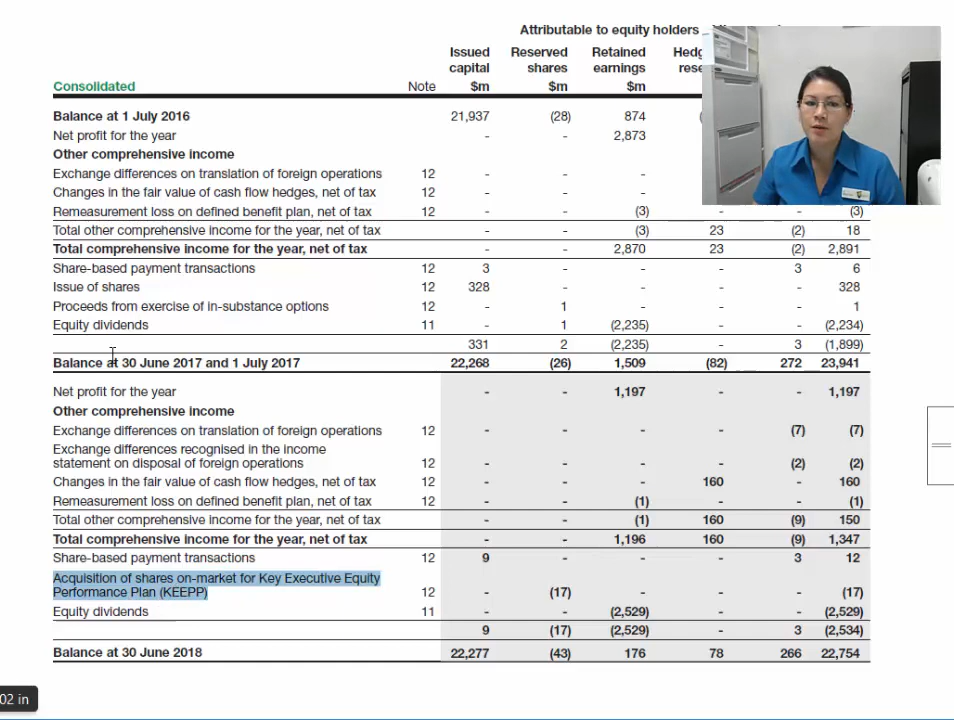 Attributable to equity holders
Issued Reserved Retained
capital shares earnings
Consolidated Note $m $m $m
Balance at 1 July 2016 21,937 (28) 874
Net profit for the year - - 2,873
Other comprehensive income
Exchange differences on translation of foreign operations 12 - - -
Changes in the fair value of cash flow hedges, net of tax 12 - - -
Remeasurement loss on defined benefit plan, net of tax 12 - - (3) - - (3)
Total other comprehensive income for the year, net of tax - - (3) 23 (2) 18
Total comprehensive income for the year, net of tax - - 2,870 23 (2) 2,891
Share-based payment transactions 12 3 - - - 3 6
Issue of shares 12 328 - - - - 328
Proceeds from exercise of in-substance options 12 - 1 - - - 1
Equity dividends 11 - 1 (2,235) - - (2,234)
331 2 (2,235) - 3 (1,899)
Balance at 30 June 2017 and 1 July 2017 22,268 (26) 1,509 (82) 272 23,941
Net profit for the year - - 1,197 - - 1,197
Other comprehensive income
Exchange differences on translation of foreign operations 12 - - - - (7) (7)
Exchange differences recognised in the income
statement on disposal of foreign operations 12 - - - - (2) (2)
Changes in the fair value of cash flow hedges, net of tax 12 - - - 160 - 160
Remeasurement loss on defined benefit plan, net of tax 12 - - (1) - - (1)
Total other comprehensive income for the year, net of tax - - (1) 160 (9) 150
Total comprehensive income for the year, net of tax - - 1,196 160 (9) 1,347
Share-based payment transactions 12 9 - - - 3 12
Acquisition of shares on-market for Key Executive Equity
Performance Plan (KEEPP) 12 - (17) - - - (17)
Equity dividends 11 - - (2,529) - - (2,529)
9 (17) (2,529) - 3 (2,534)
Balance at 30 June 2018 22,277 (43) 176 78 266 22,754
02 in